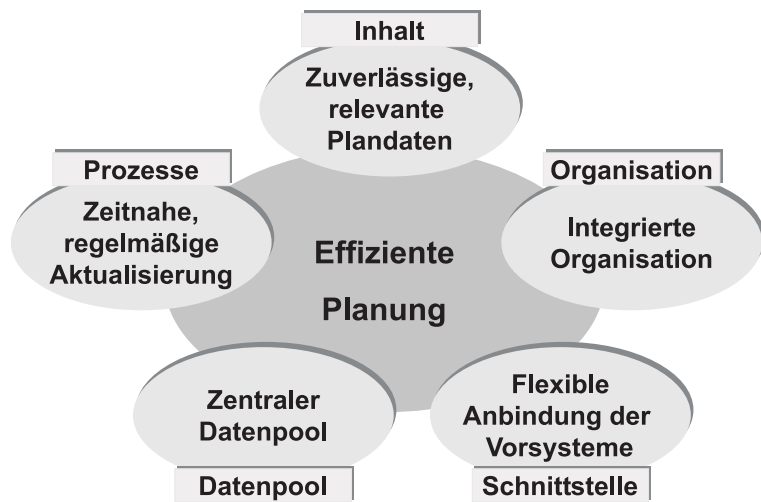 Inhalt
Zuverlässige,
relevante
Plandaten
Prozesse
Zeitnahe,
regelmäßige
Aktualisierung
Organisation
Integrierte
Organisation
Effiziente
Planung
Zentraler
Datenpool
Datenpool
Flexible
Anbindung der
Vorsysteme
Schnittstelle